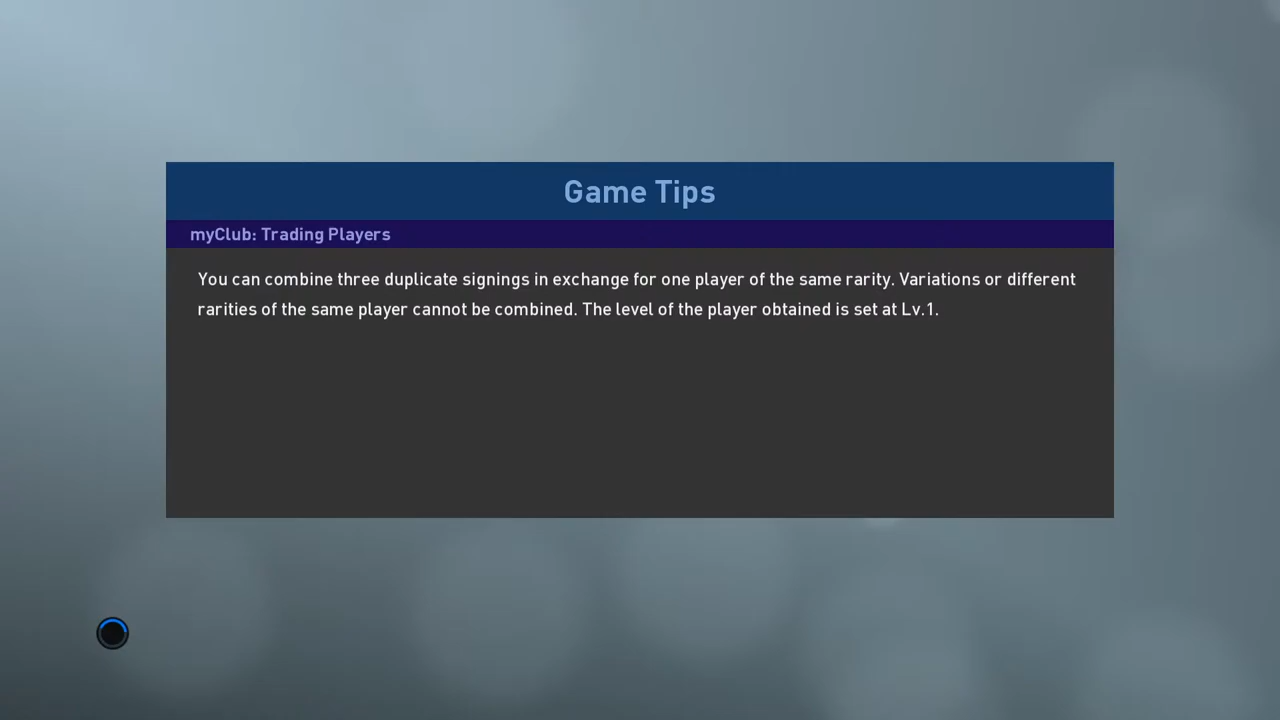 Game Tips
myClub: Trading Players
You can combine three duplicate signings in exchange for one player of the same rarity. Variations or different
rarities of the same player cannot be combined. The level of the player obtained is set at Lv.1.